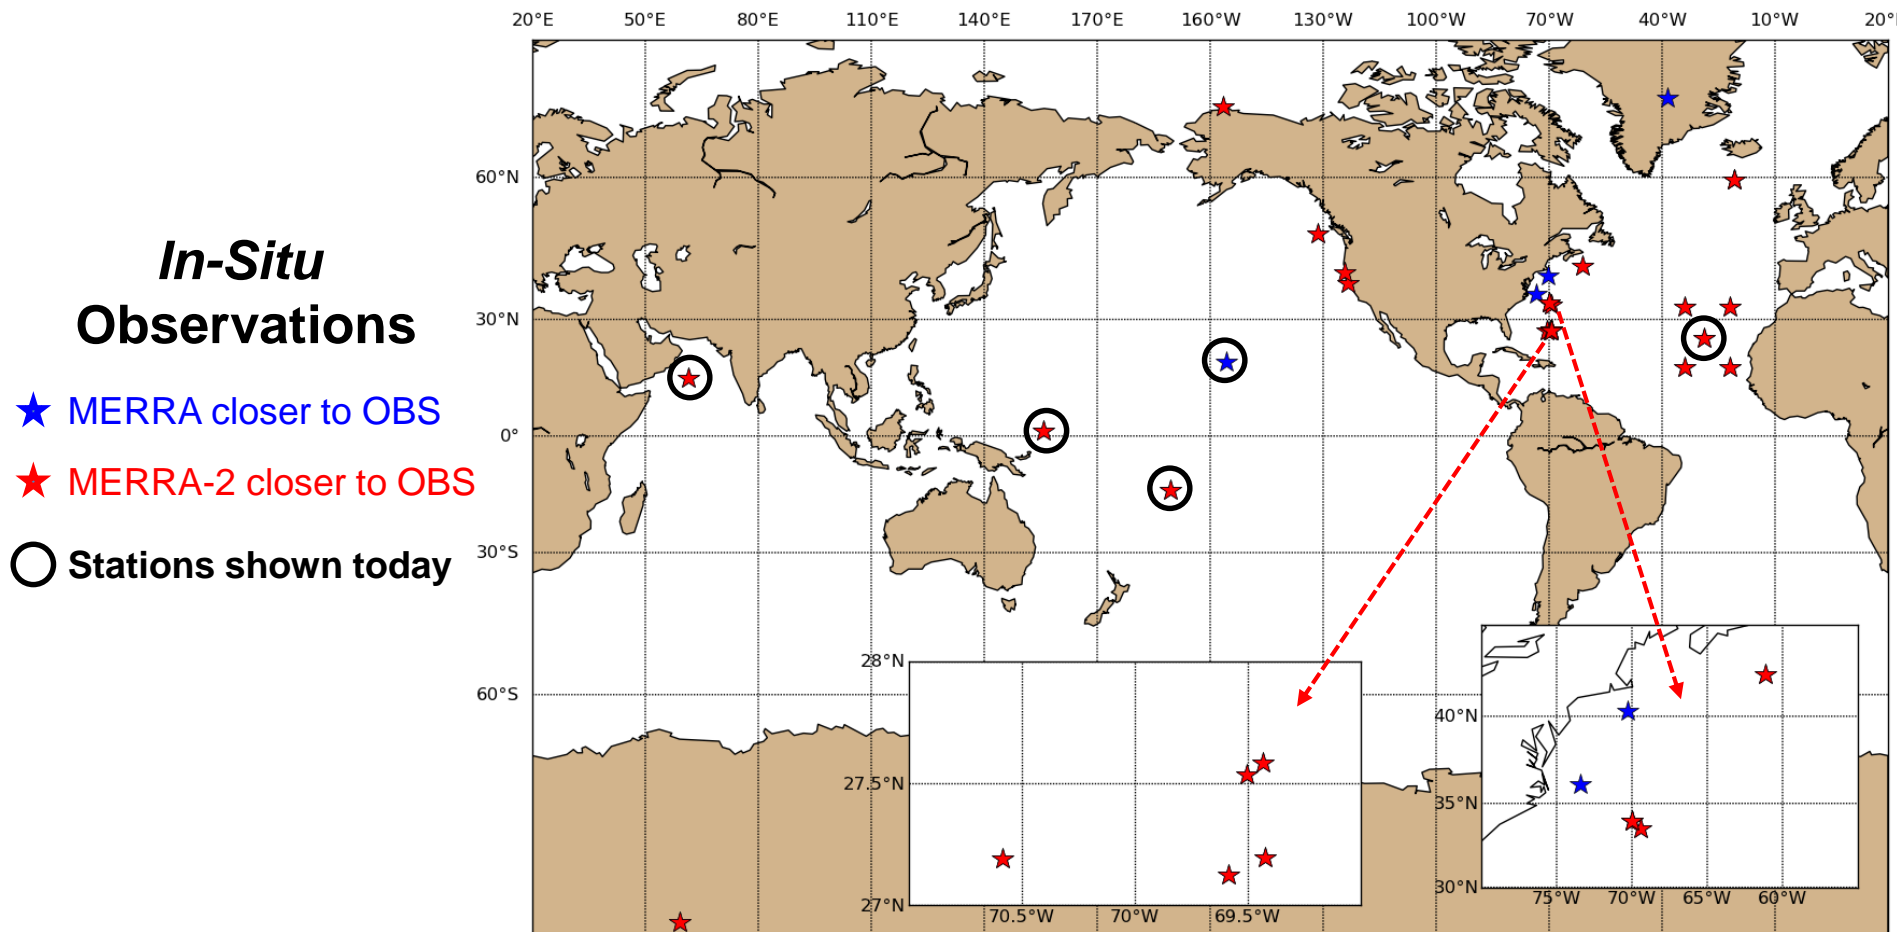 20°E 50°E 80°E 110°E 140°E 170°E 160°W 130°W 100°W 70°W 40°W 10°W 20°
60°N
30°N
0°
30°S
60°S
In-Situ
Observations
MERRA closer to OBS
MERRA-2 closer to OBS
Stations shown today
28°N
27.5°N
27°N
70.5°W 70°W 69.5°W
40°N
35°N
30°N
75°W 70°W 65°W 60°W